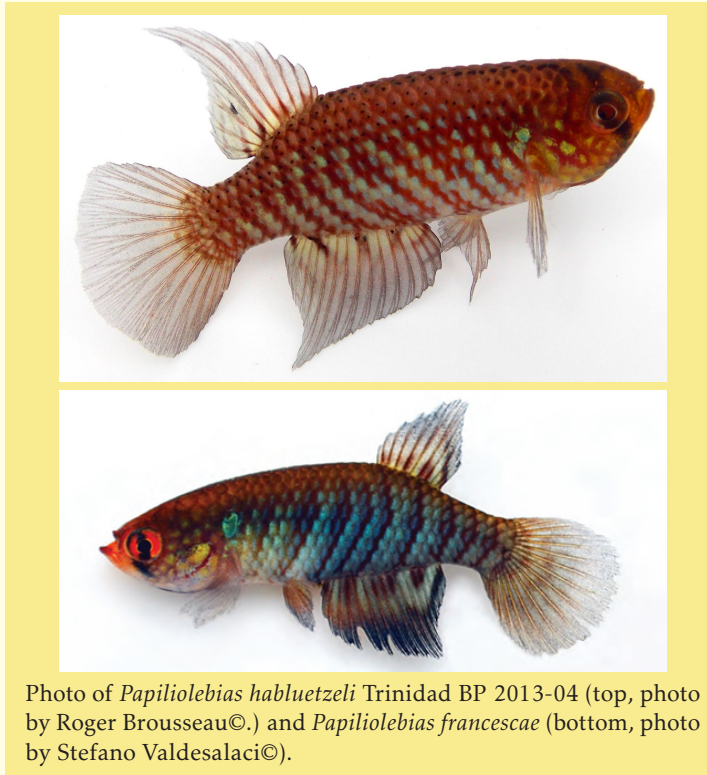 Photo of Papiliolebias habluetzeli Trinidad BP 2013-04 (top, photo
by Roger Brousseau©.) and Papiliolebias francescae (bottom, photo
by Stefano Valdesalaci©).